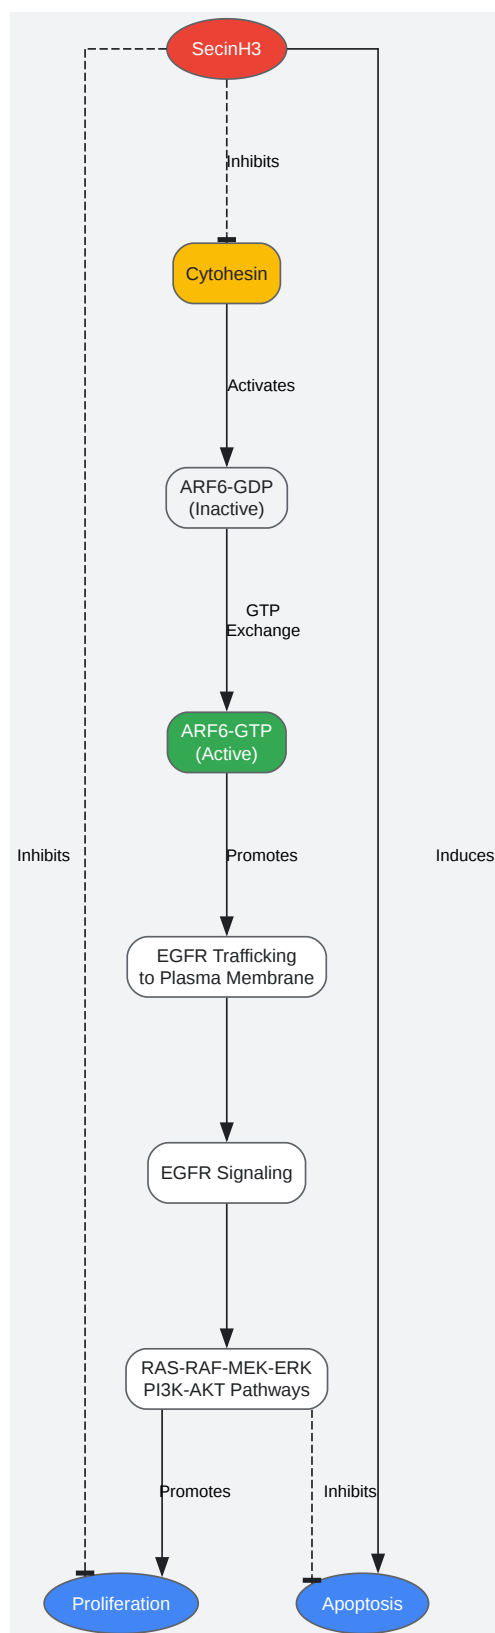 SecinH3
Inhibits
Cytohesin
Activates
ARF6-GDP
(Inactive)
GTP
Exchange
ARF6-GTP
(Active)
Inhibits
Promotes
Induces
EGFR Trafficking
to Plasma Membrane
EGFR Signaling
RAS-RAF-MEK-ERK
PI3K-AKT Pathways
Promotes
Inhibits
Proliferation
Apoptosis